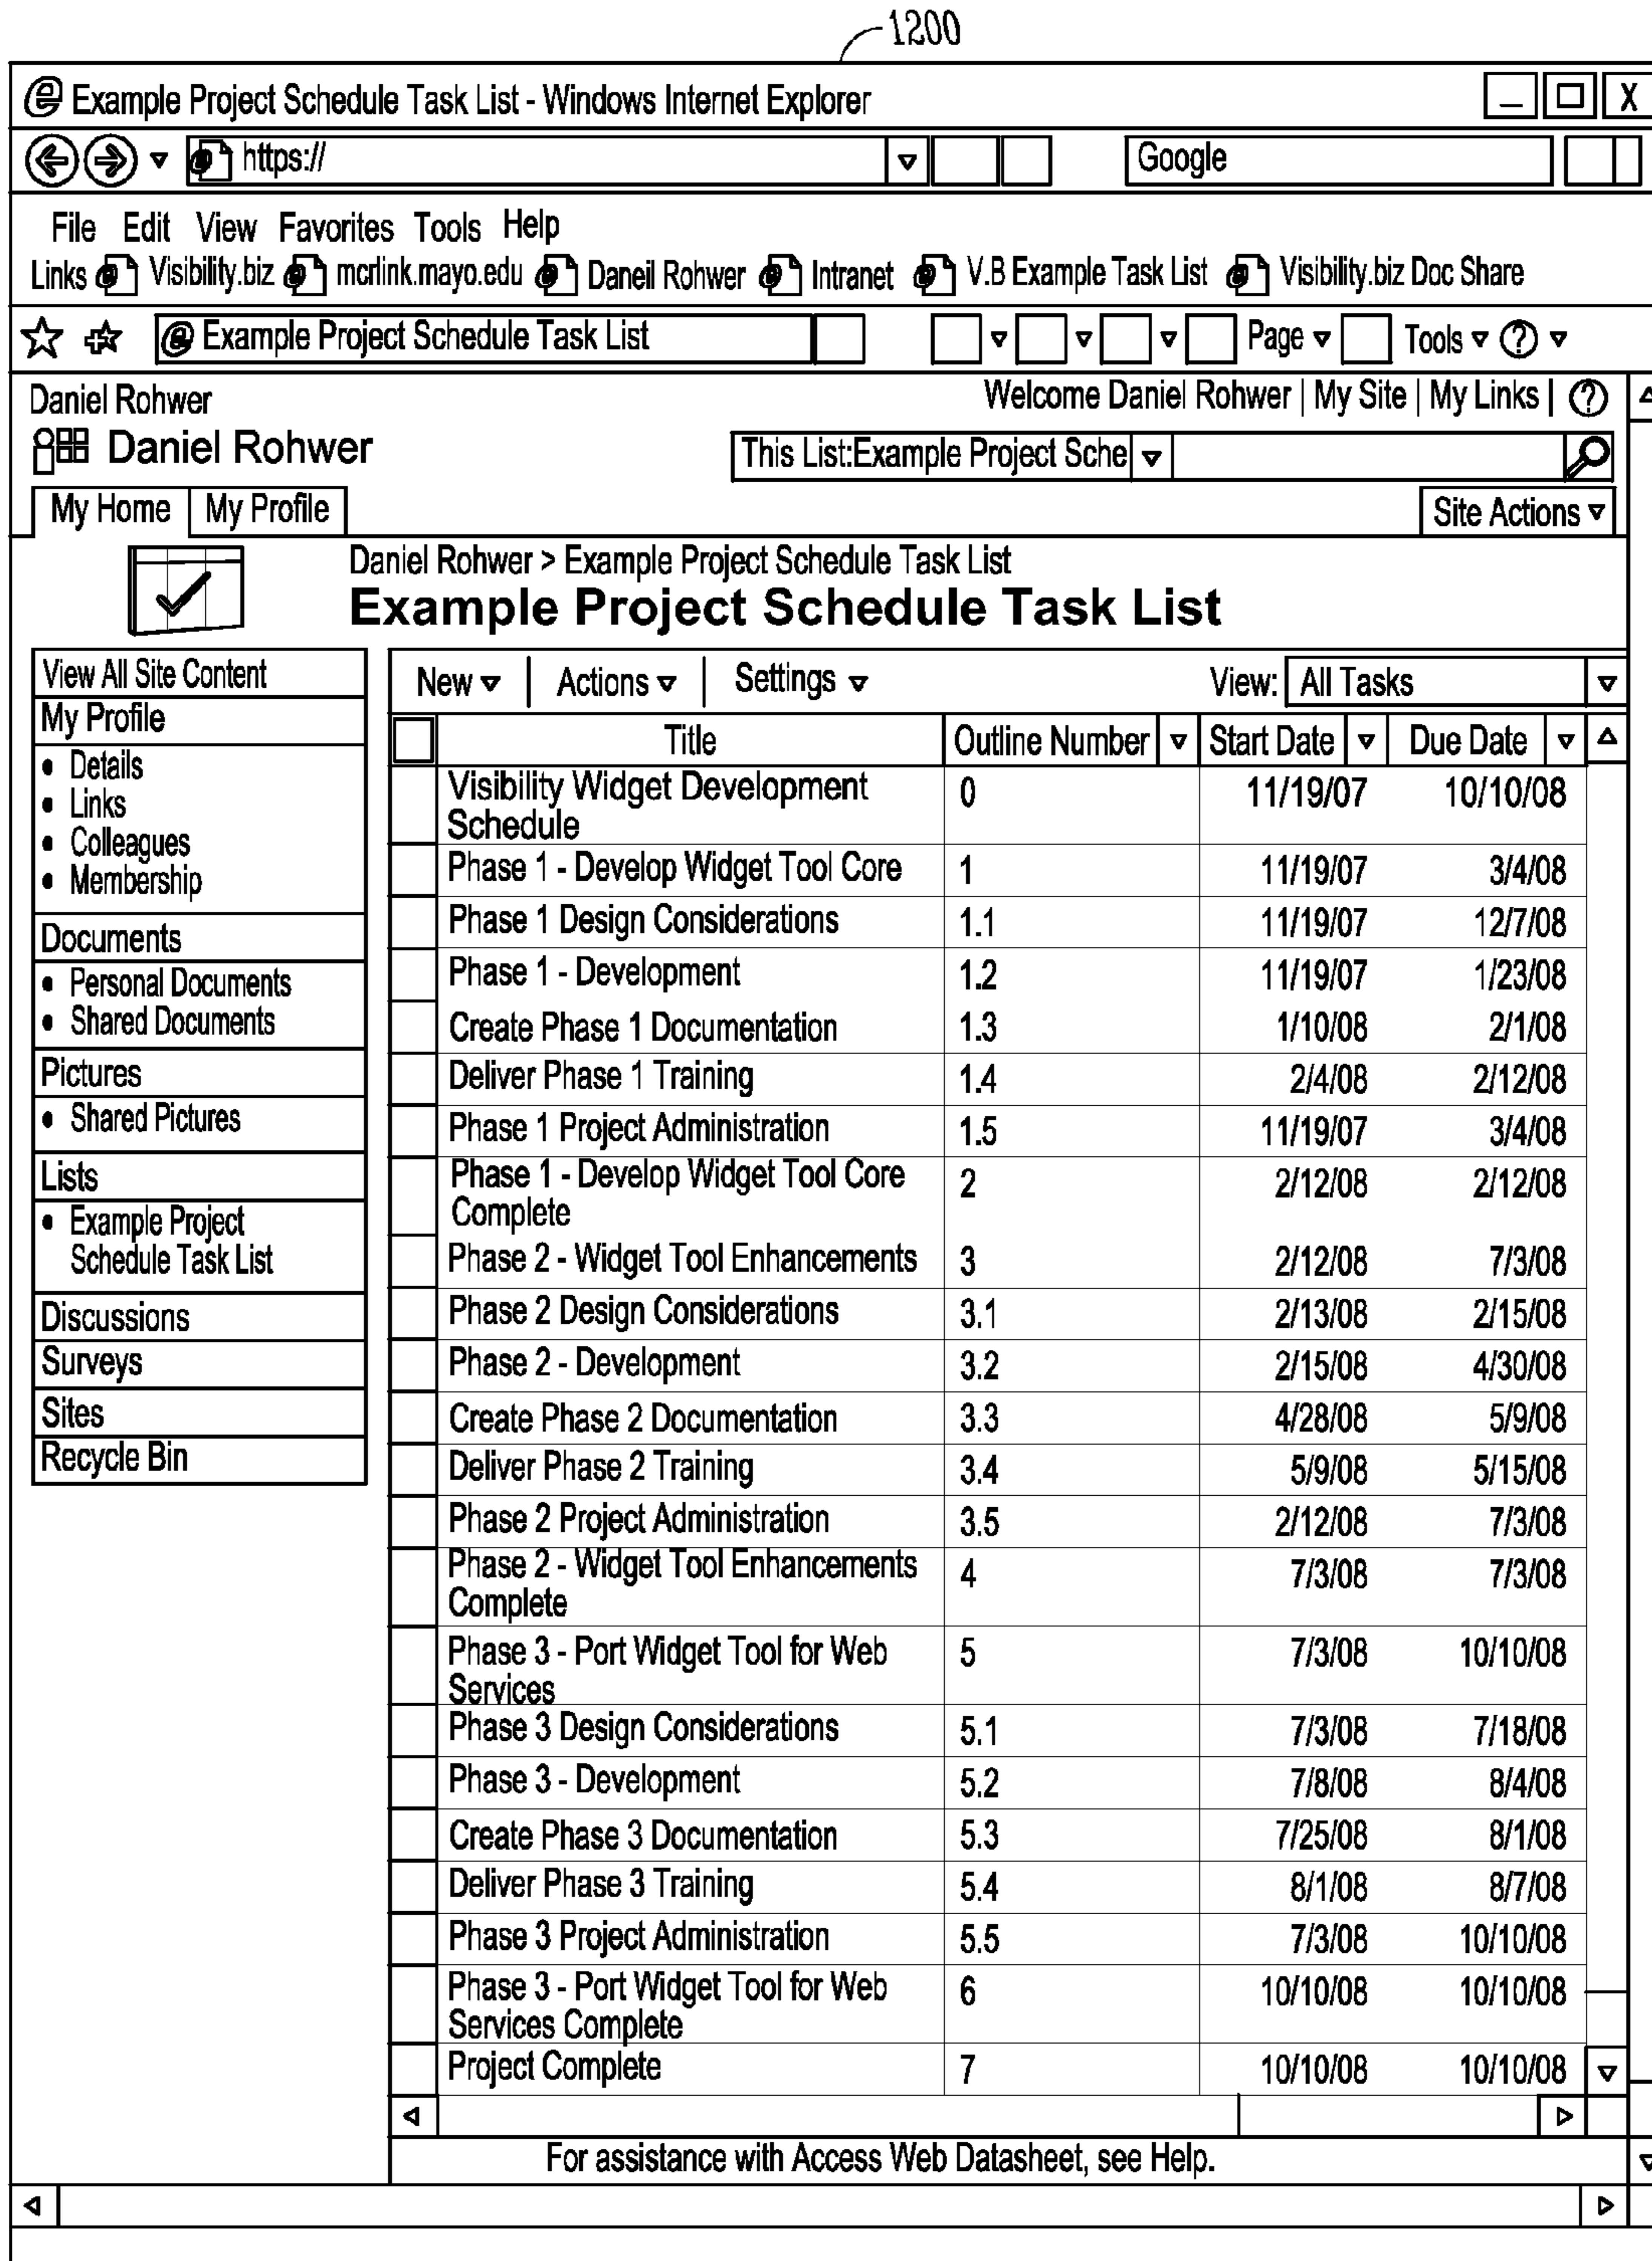 1200
Example Project Schedule Task List - Windows Internet Explorer X
https:// Google
File Edit View Favorites Tools Help
Links Visibility.biz mcrlink.mayo.edu Daneil Rohwer Intranet V.B Example Task List Visibility.biz Doc Share
Example Project Schedule Task List Page Tools ?
Daniel Rohwer Welcome Daniel Rohwer | My Site | My Links | ?
Daniel Rohwer This List:Example Project Sche
My Home My Profile Site Actions
Daniel Rohwer > Example Project Schedule Task List
Example Project Schedule Task List
View All Site Content
My Profile
• Details
• Links
• Colleagues
• Membership
Documents
• Personal Documents
• Shared Documents
Pictures
• Shared Pictures
Lists
• Example Project
Schedule Task List
Discussions
Surveys
Sites
Recycle Bin
New Actions Settings View: All Tasks
Title Outline Number Start Date Due Date
Visibility Widget Development 0 11/19/07 10/10/08
Schedule
Phase 1 - Develop Widget Tool Core 1 11/19/07 3/4/08
Phase 1 Design Considerations 1.1 11/19/07 12/7/08
Phase 1 - Development 1.2 11/19/07 1/23/08
Create Phase 1 Documentation 1.3 1/10/08 2/1/08
Deliver Phase 1 Training 1.4 2/4/08 2/12/08
Phase 1 Project Administration 1.5 11/19/07 3/4/08
Phase 1 - Develop Widget Tool Core 2 2/12/08 2/12/08
Complete
Phase 2 - Widget Tool Enhancements 3 2/12/08 7/3/08
Phase 2 Design Considerations 3.1 2/13/08 2/15/08
Phase 2 - Development 3.2 2/15/08 4/30/08
Create Phase 2 Documentation 3.3 4/28/08 5/9/08
Deliver Phase 2 Training 3.4 5/9/08 5/15/08
Phase 2 Project Administration 3.5 2/12/08 7/3/08
Phase 2 - Widget Tool Enhancements 4 7/3/08 7/3/08
Complete
Phase 3 - Port Widget Tool for Web 5 7/3/08 10/10/08
Services
Phase 3 Design Considerations 5.1 7/3/08 7/18/08
Phase 3 - Development 5.2 7/8/08 8/4/08
Create Phase 3 Documentation 5.3 7/25/08 8/1/08
Deliver Phase 3 Training 5.4 8/1/08 8/7/08
Phase 3 Project Administration 5.5 7/3/08 10/10/08
Phase 3 - Port Widget Tool for Web 6 10/10/08 10/10/08
Services Complete
Project Complete 7 10/10/08 10/10/08
For assistance with Access Web Datasheet, see Help.